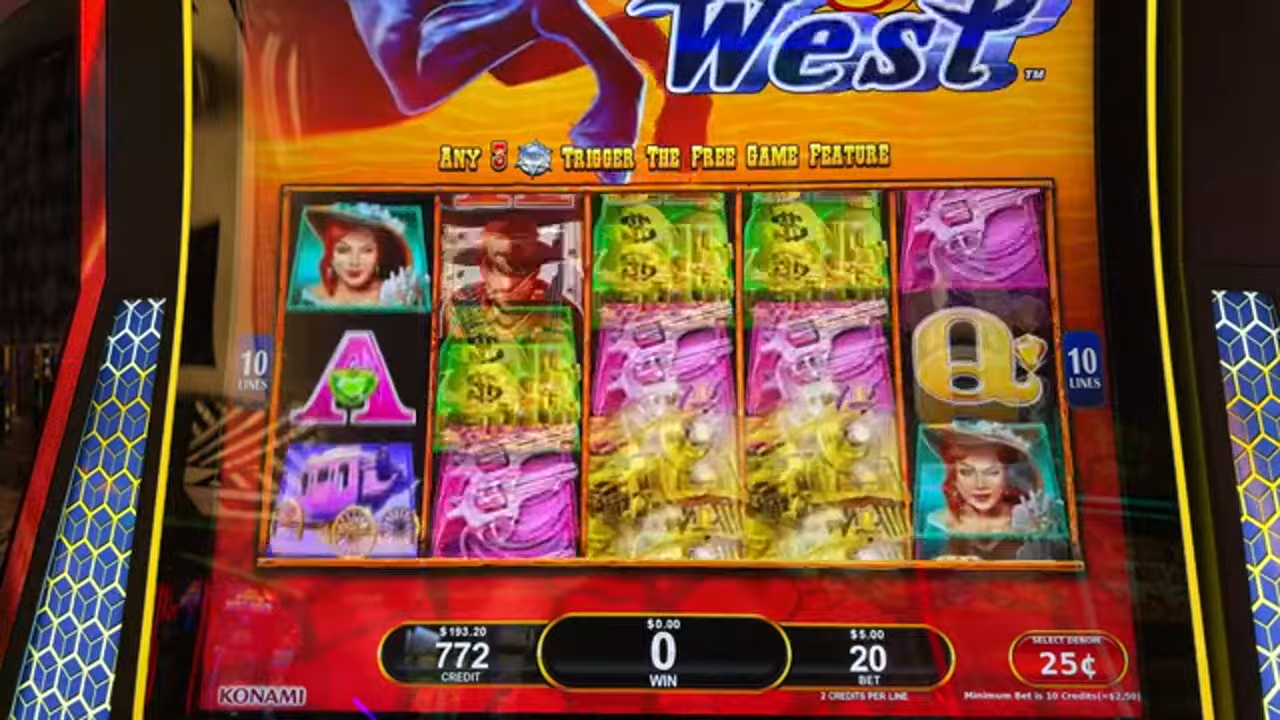 West™
ANY 3 TRIGGER THE FREE GAME FEATURE
10
LINES
A
Q
10
LINES
$193.20
772
CREDIT
$0.00
0
WIN
$5.00
20
BET
2 CREDITS PER LINE
SELECT DENOM
25¢
Minimum Bet is 10 Credits(=$2.50)
KONAMI